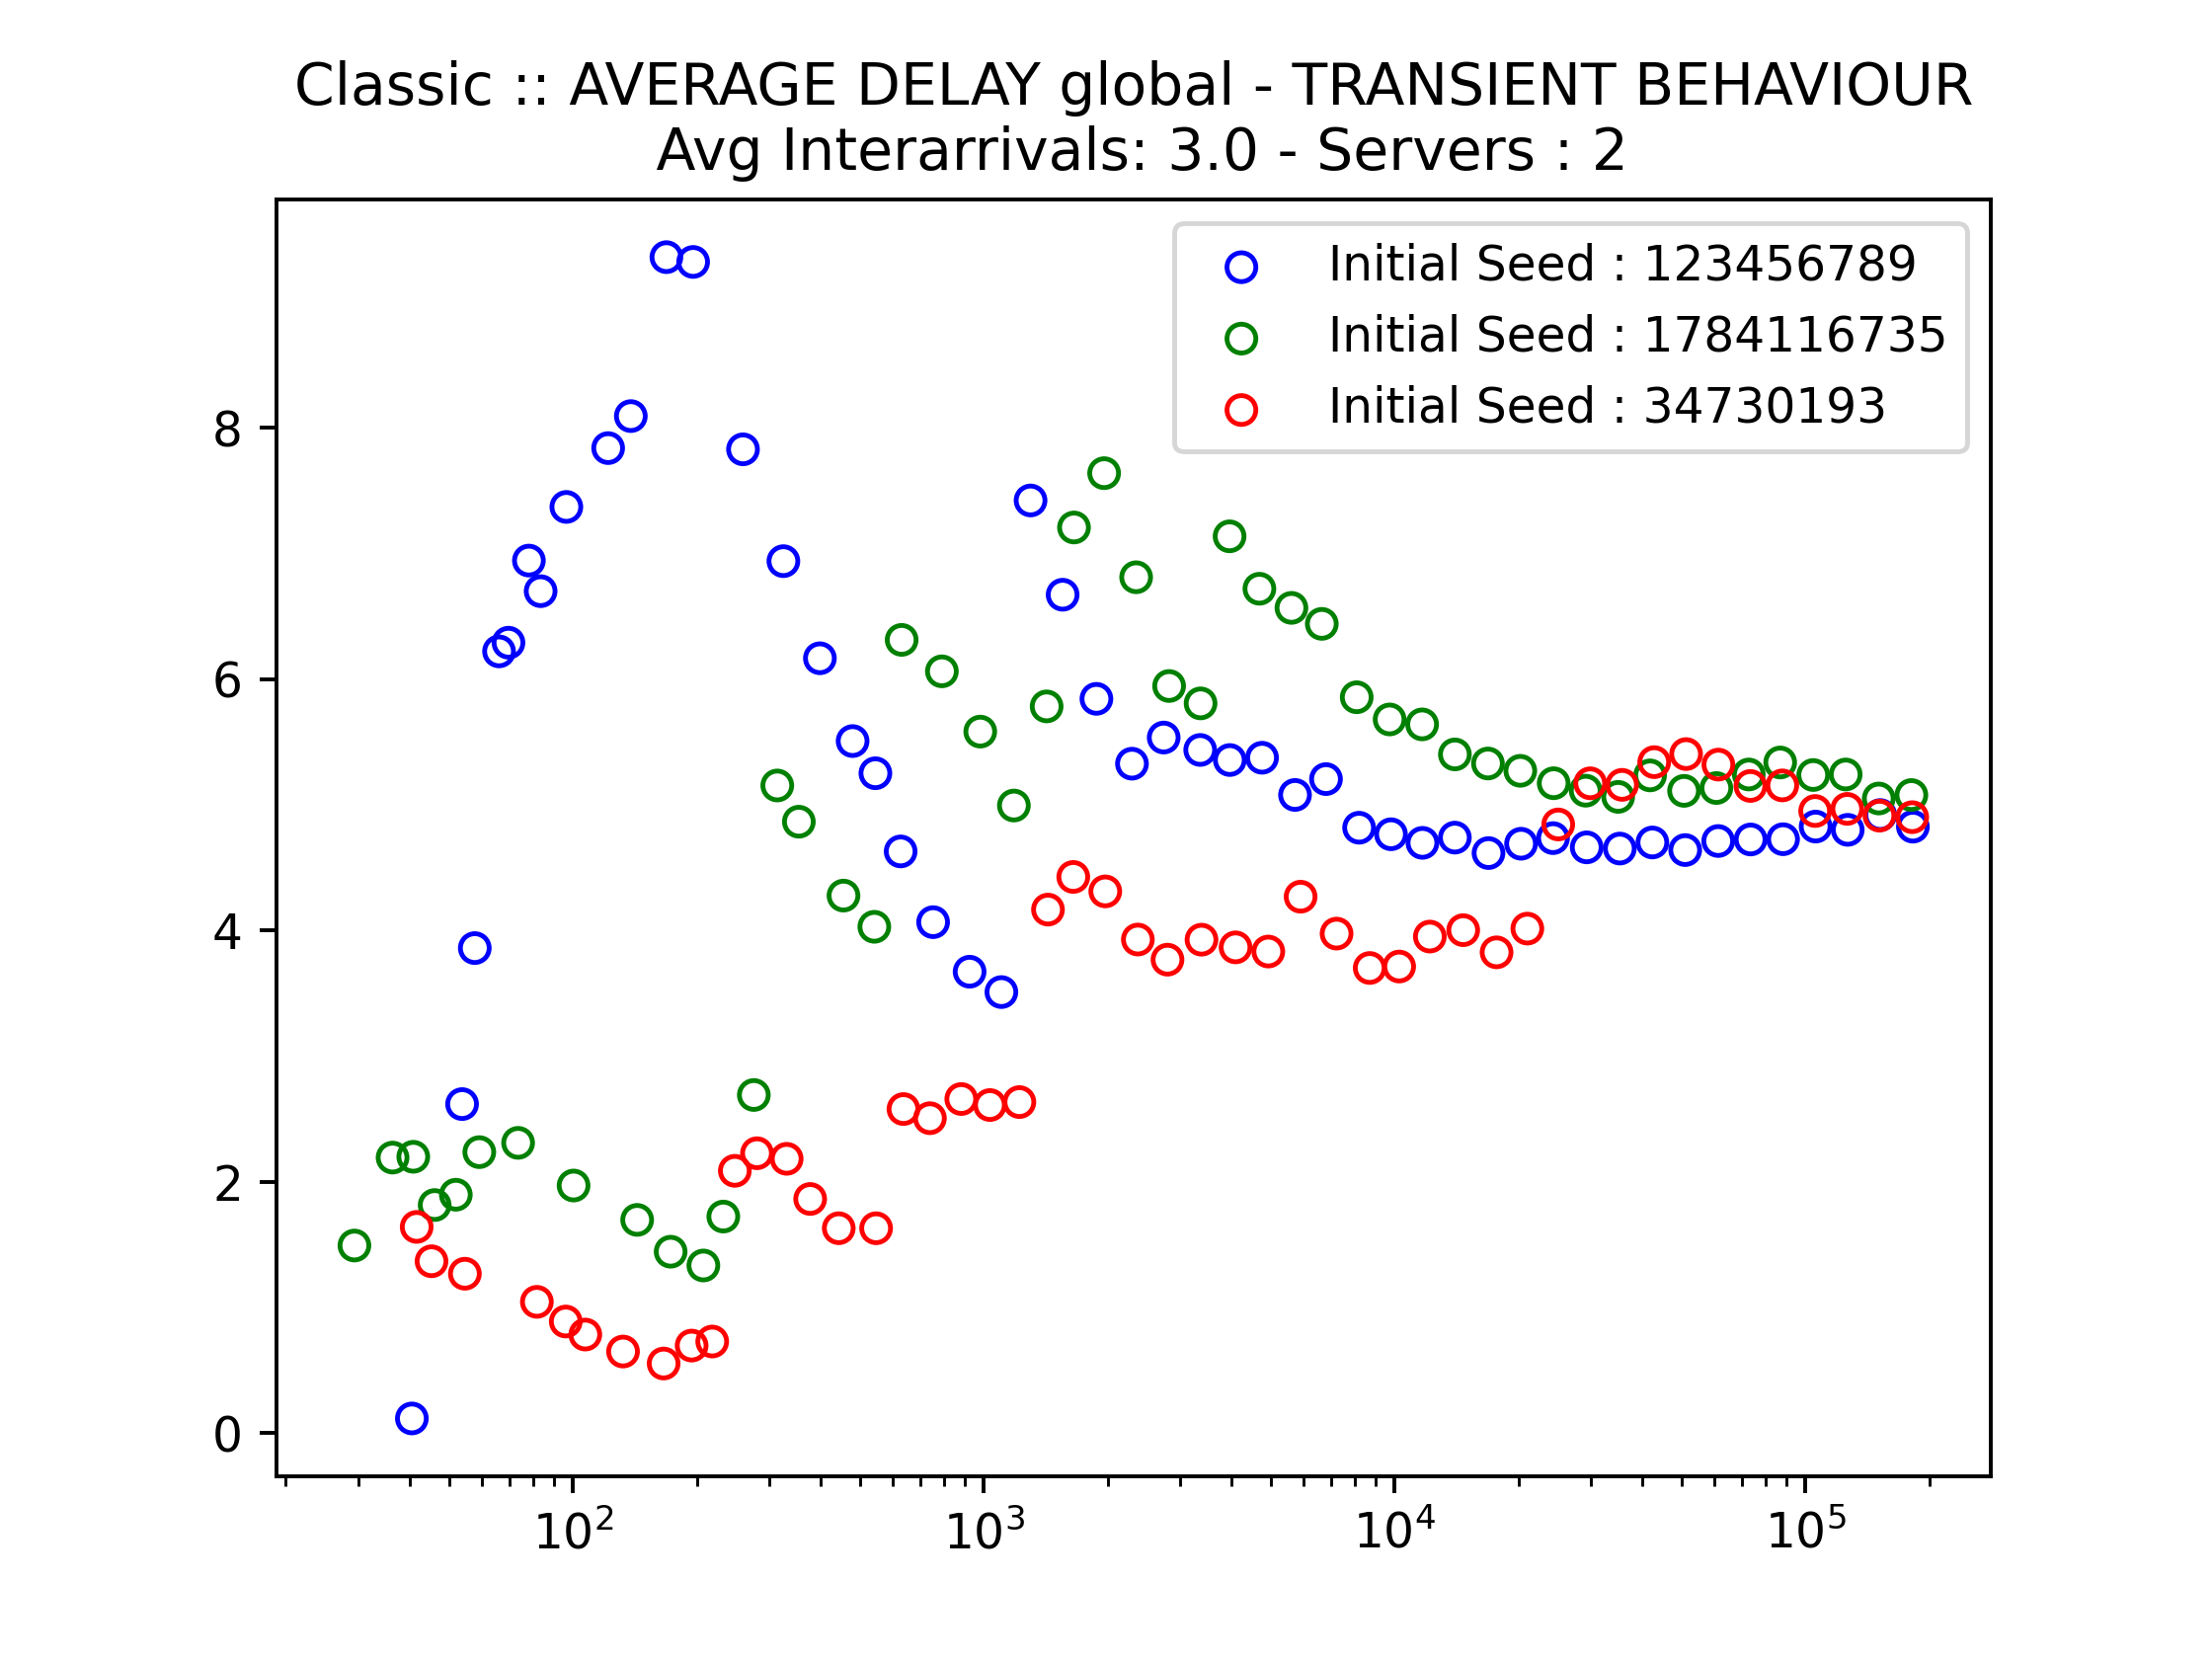 Classic :: AVERAGE DELAY global - TRANSIENT BEHAVIOUR
Avg Interarrivals: 3.0 - Servers : 2
Initial Seed : 123456789
Initial Seed : 1784116735
Initial Seed : 34730193
8
6
4
2
0
10² 10³ 10⁴ 10⁵